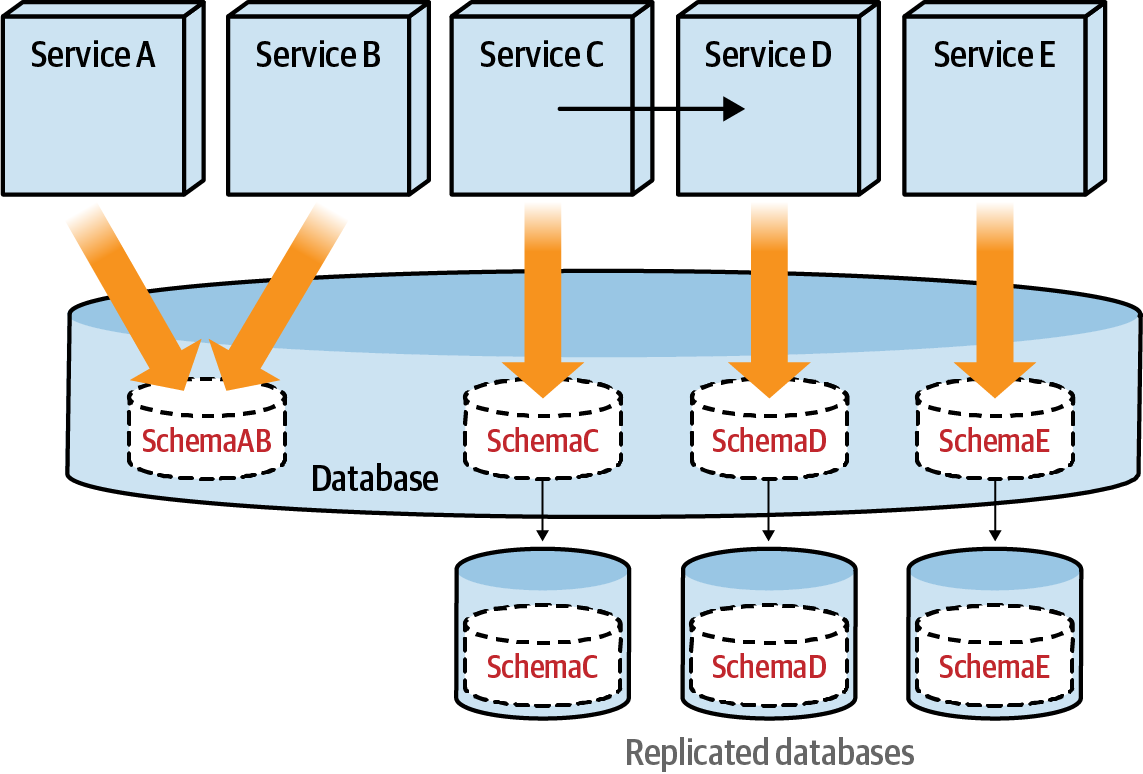 Service A
Service B
Service C
Service D
Service E
SchemaAB
SchemaC
SchemaD
SchemaE
Database
SchemaC
SchemaD
SchemaE
Replicated databases